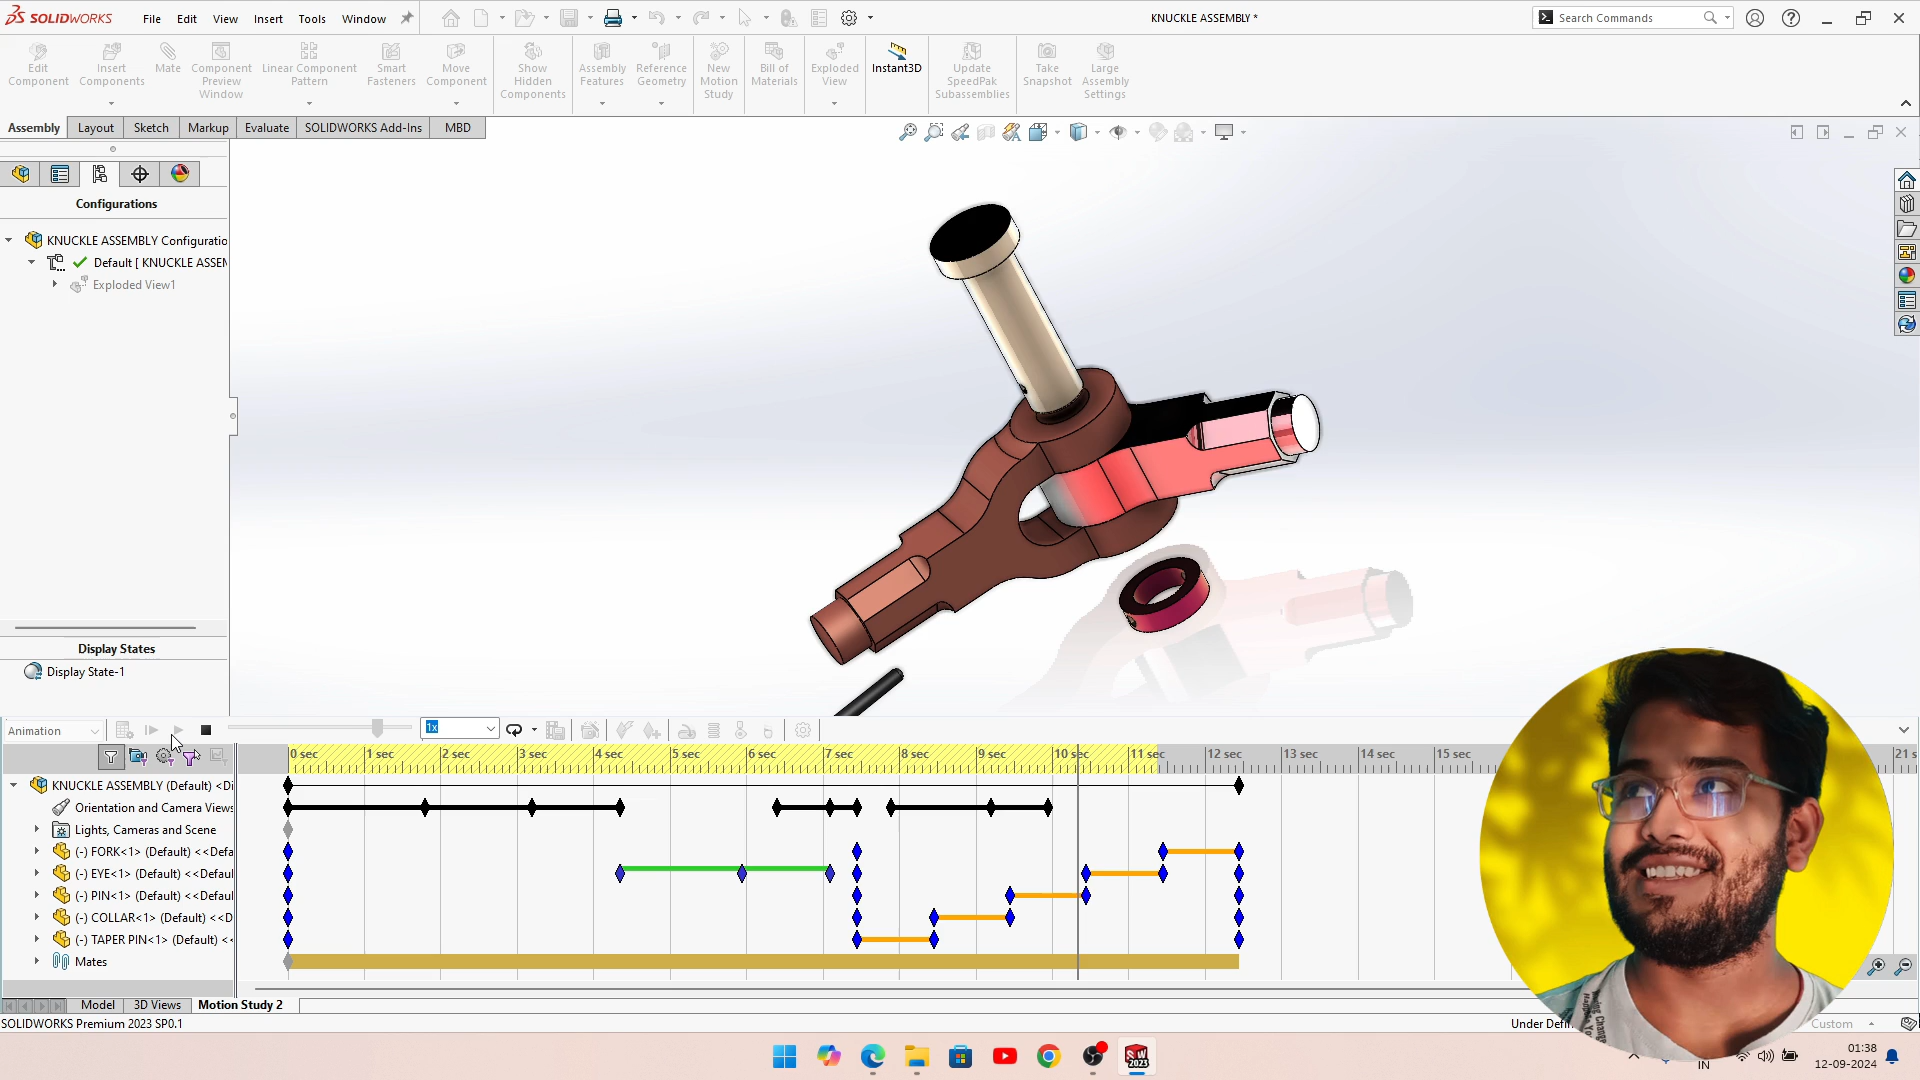 SOLIDWORKS
File Edit View Insert Tools Window
KNUCKLE ASSEMBLY *
Search Commands
Edit Component
Insert Components
Mate
Component Preview Window
Linear Component Pattern
Smart Fasteners
Move Component
Show Hidden Components
Assembly Features
Reference Geometry
New Motion Study
Bill of Materials
Exploded View
Instant3D
Update SpeedPak Subassemblies
Take Snapshot
Large Assembly Settings
Assembly Layout Sketch Markup Evaluate SOLIDWORKS Add-Ins MBD
Configurations
KNUCKLE ASSEMBLY Configuratio
Default [ KNUCKLE ASSEM
Exploded View1
Display States
Display State-1
Animation
1x
0 sec 1 sec 2 sec 3 sec 4 sec 5 sec 6 sec 7 sec 8 sec 9 sec 10 sec 11 sec 12 sec 13 sec 14 sec 15 sec 21 s
KNUCKLE ASSEMBLY (Default) <Di
Orientation and Camera Views
Lights, Cameras and Scene
(-) FORK<1> (Default) <<Defa
(-) EYE<1> (Default) <<Defaul
(-) PIN<1> (Default) <<Defaul
(-) COLLAR<1> (Default) <<D
(-) TAPER PIN<1> (Default) <<
Mates
Model 3D Views Motion Study 2
SOLIDWORKS Premium 2023 SP0.1
Under Defi
Custom
SW
2023
IN
01:38
12-09-2024